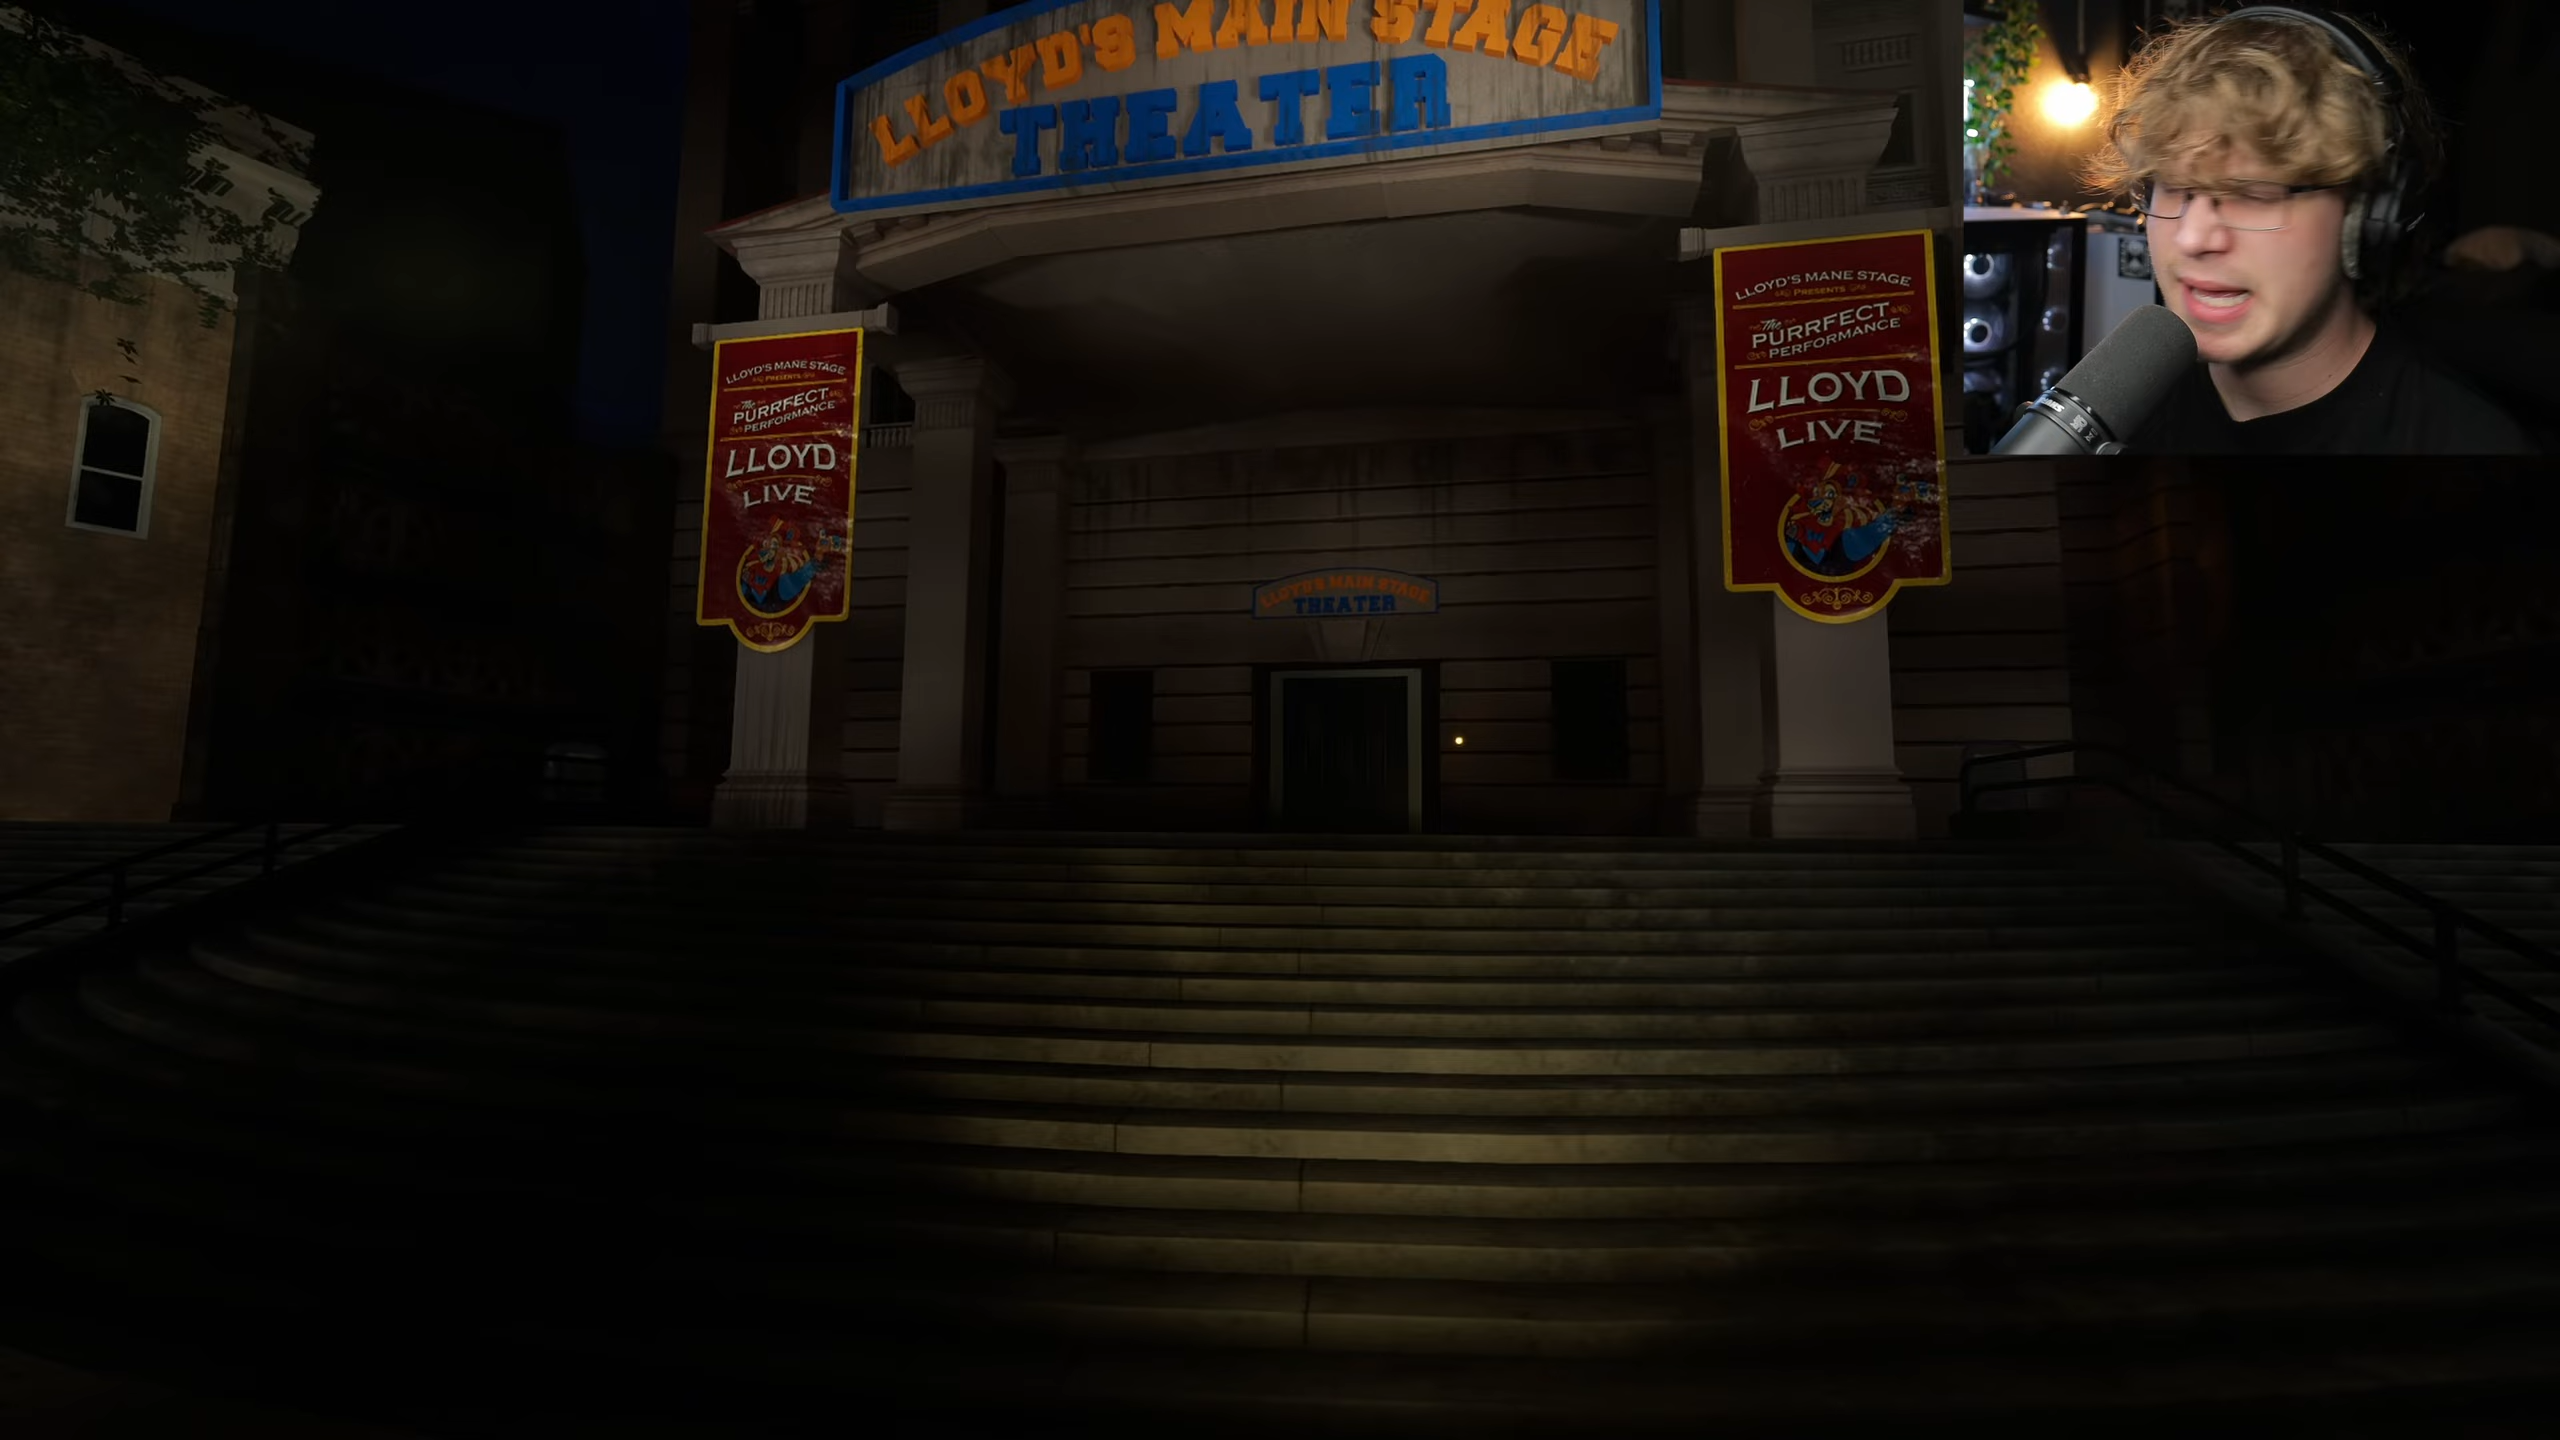 LLOYD'S MAIN STAGE
THEATER
LLOYD'S MANE STAGE
PRESENTS
The
PURRFECT
PERFORMANCE
LLOYD
LIVE
LLOYD'S MANE STAGE
PRESENTS
The
PURRFECT
PERFORMANCE
LLOYD
LIVE
LLOYD'S MAIN STAGE
THEATER